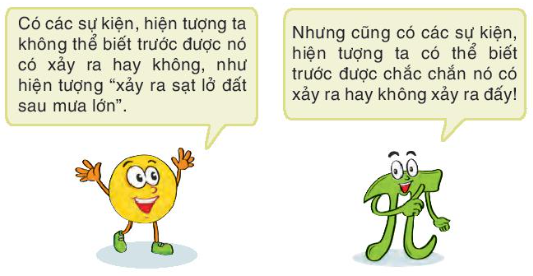 Có các sự kiện, hiện tượng ta
không thể biết trước được nó
có xảy ra hay không, như
hiện tượng “xảy ra sạt lở đất
sau mưa lớn”.
Nhưng cũng có các sự kiện,
hiện tượng ta có thể biết
trước được chắc chắn nó có
xảy ra hay không xảy ra đấy!